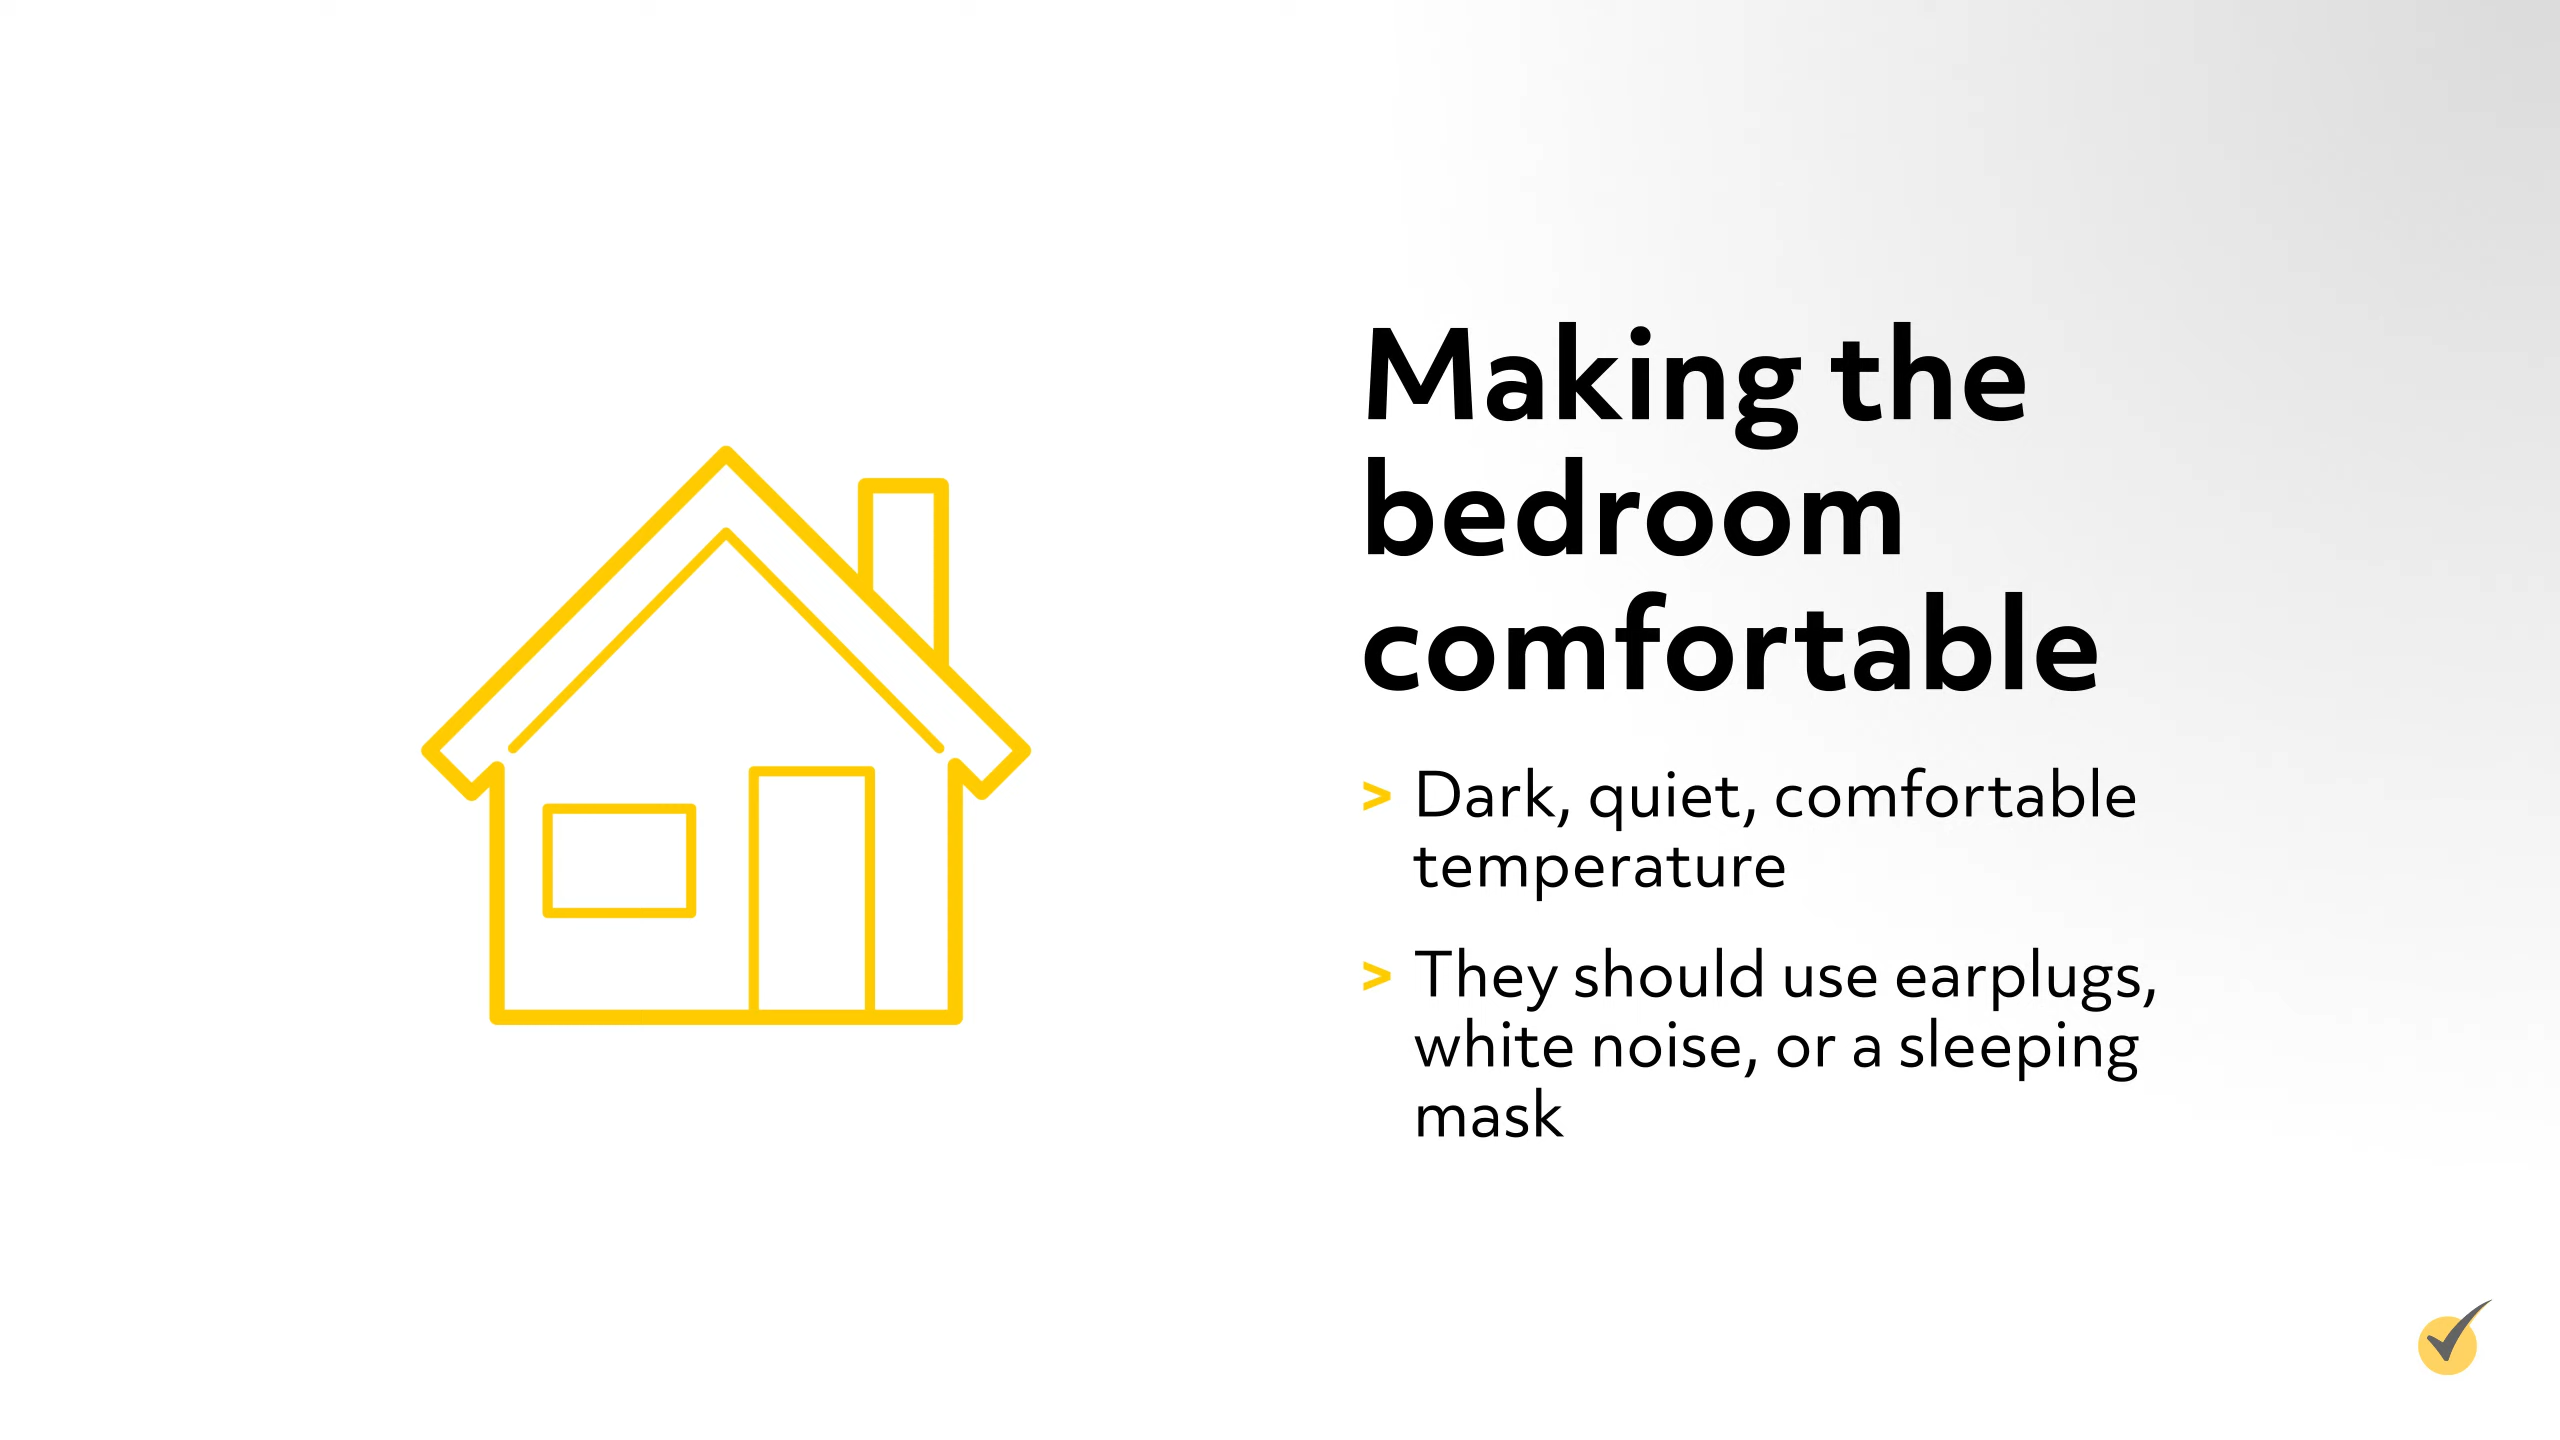 Making the
bedroom
comfortable
> Dark, quiet, comfortable
temperature
> They should use earplugs,
white noise, or a sleeping
mask